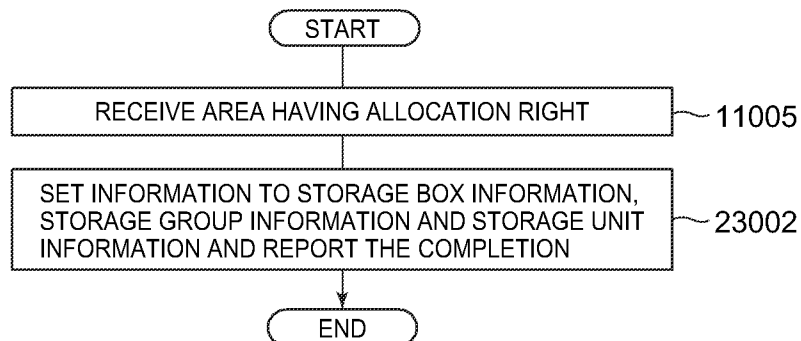 START
RECEIVE AREA HAVING ALLOCATION RIGHT
11005
SET INFORMATION TO STORAGE BOX INFORMATION,
STORAGE GROUP INFORMATION AND STORAGE UNIT
INFORMATION AND REPORT THE COMPLETION
23002
END